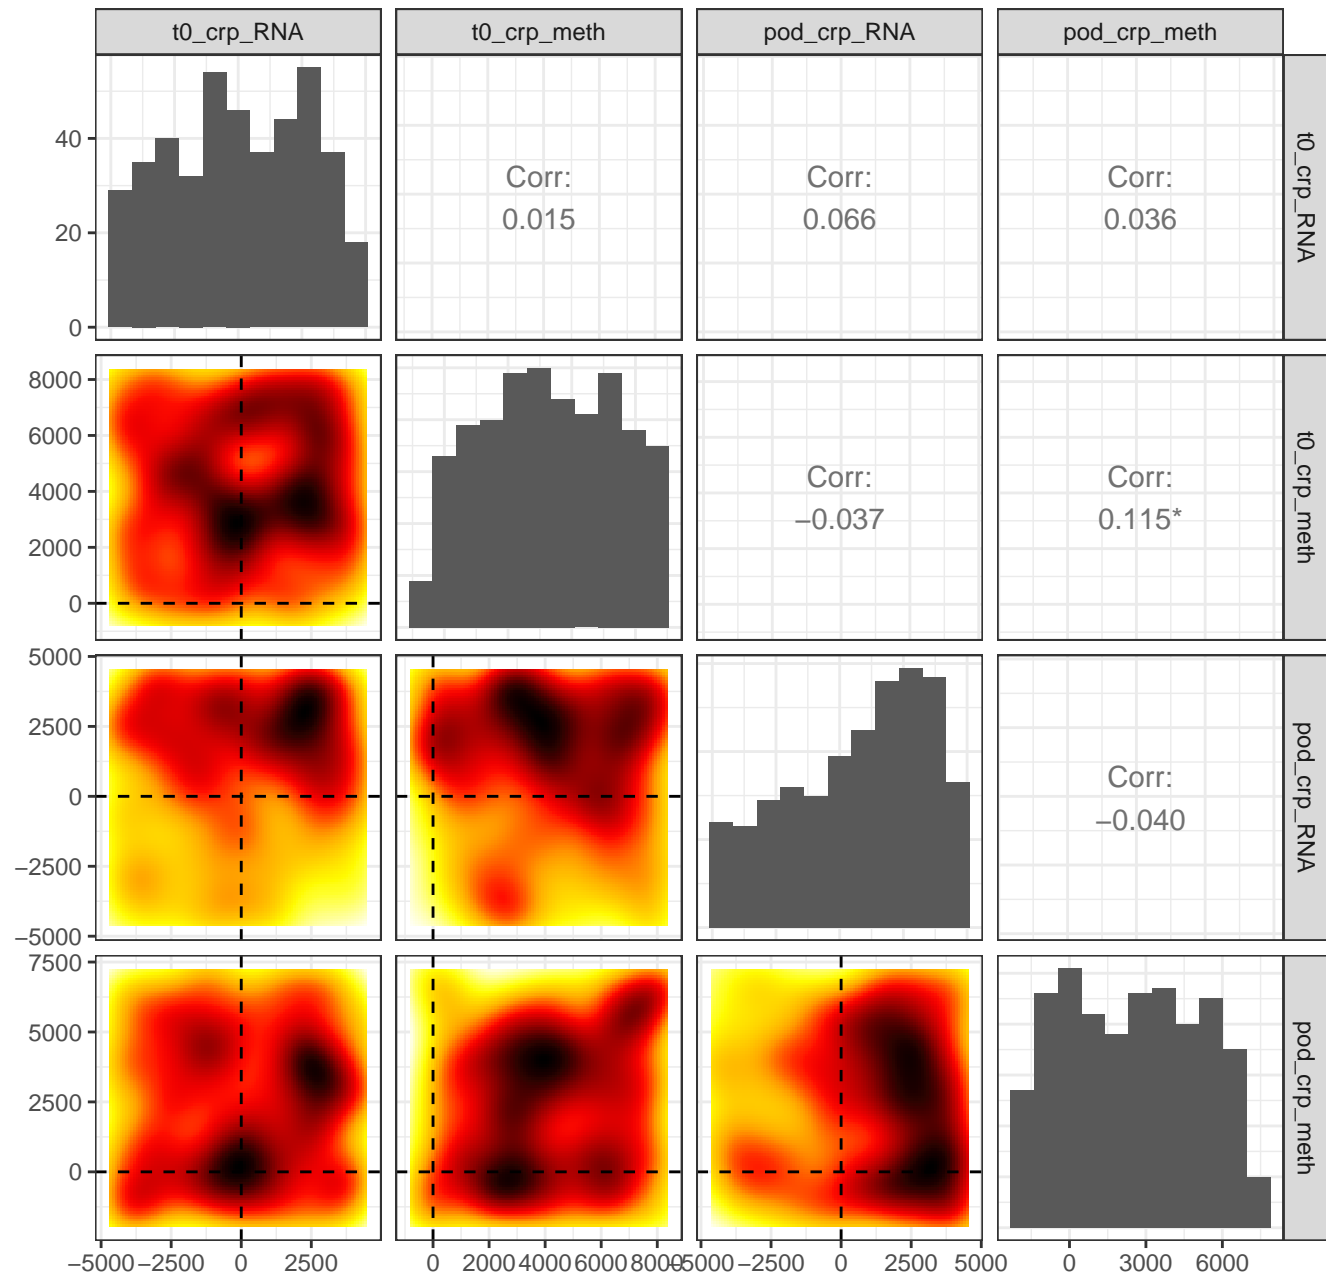 t0_crp_RNA
t0_crp_meth
pod_crp_RNA
pod_crp_meth
40
20
0
Corr:
0.015
Corr:
0.066
Corr:
0.036
t0_crp_RNA
8000
6000
4000
2000
0
Corr:
−0.037
Corr:
0.115*
t0_crp_meth
5000
2500
0
−2500
−5000
Corr:
−0.040
pod_crp_RNA
7500
5000
2500
0
pod_crp_meth
−5000 −2500 0 2500
0 2000 4000 6000 8000
−5000 0 5000
0 3000 6000